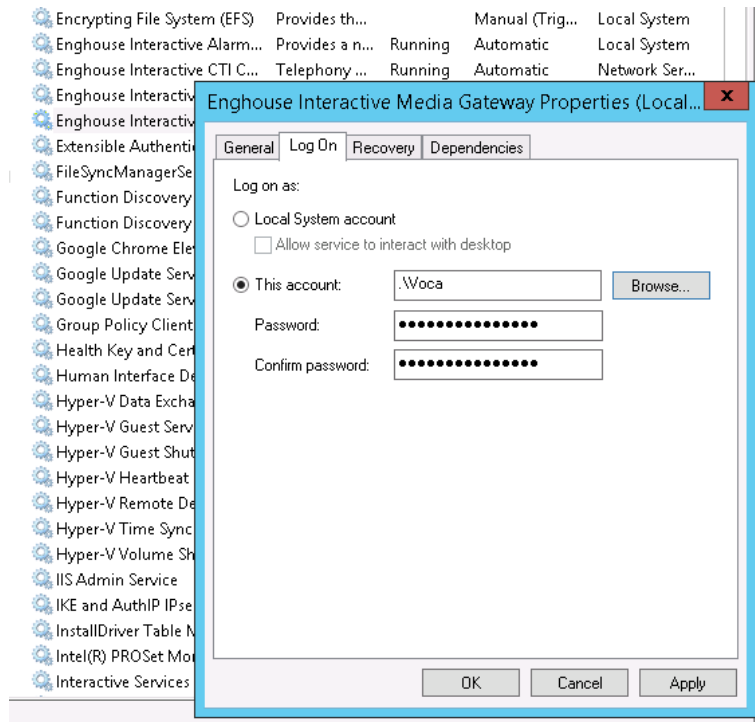 Encrypting File System (EFS) Provides th... Manual (Trig... Local System
Enghouse Interactive Alarm... Provides a n... Running Automatic Local System
Enghouse Interactive CTI C... Telephony ... Running Automatic Network Ser...
Enghouse Interactiv
Enghouse Interactiv
Extensible Authenti
FileSyncManagerSe
Function Discovery
Function Discovery
Google Chrome Ele
Google Update Serv
Google Update Serv
Group Policy Client
Health Key and Cert
Human Interface De
Hyper-V Data Excha
Hyper-V Guest Serv
Hyper-V Guest Shut
Hyper-V Heartbeat
Hyper-V Remote De
Hyper-V Time Sync
Hyper-V Volume Sh
IIS Admin Service
IKE and AuthIP IPse
InstallDriver Table M
Intel(R) PROSet Mo
Interactive Services
Enghouse Interactive Media Gateway Properties (Local...
x
General Log On Recovery Dependencies
Log on as:
Local System account
Allow service to interact with desktop
This account: .\Voca Browse...
Password: •••••••••••••••
Confirm password: •••••••••••••••
OK Cancel Apply